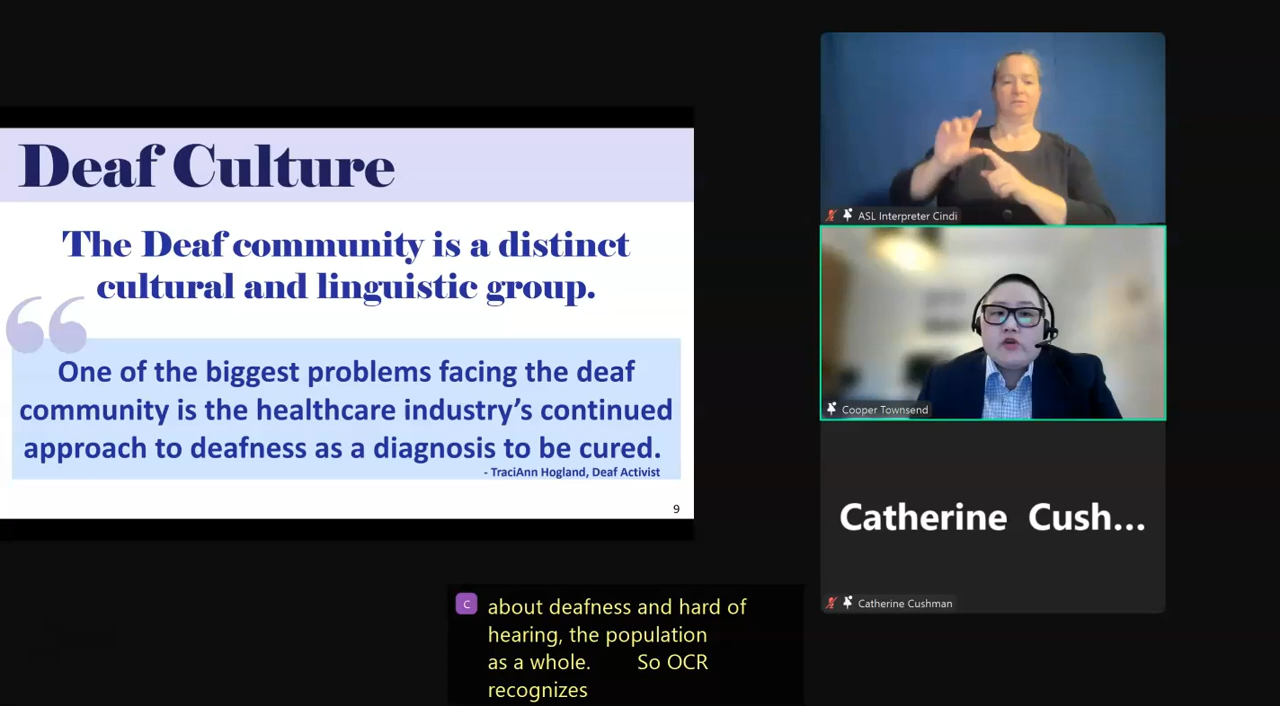 Deaf Culture
The Deaf community is a distinct
cultural and linguistic group.
“
One of the biggest problems facing the deaf
community is the healthcare industry’s continued
approach to deafness as a diagnosis to be cured.
- TraciAnn Hogland, Deaf Activist
9
ASL Interpreter Cindi
Cooper Townsend
Catherine Cush...
Catherine Cushman
C
about deafness and hard of
hearing, the population
as a whole. So OCR
recognizes